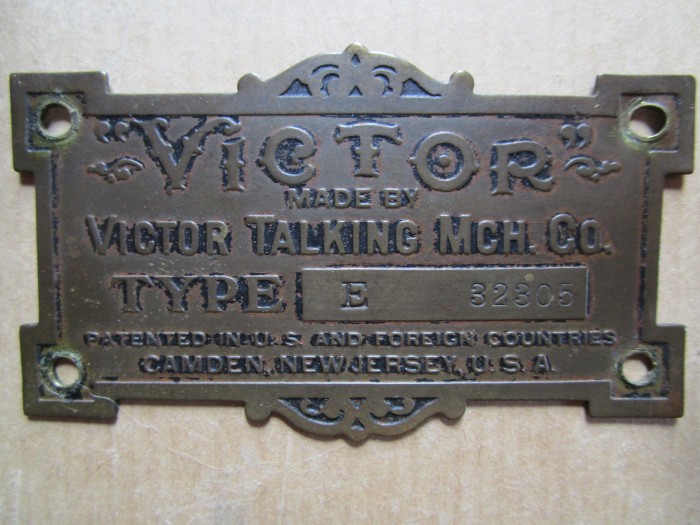 "VICTOR"
MADE BY
VICTOR TALKING MCH. CO.
TYPE E 32305
PATENTED IN U.S. AND FOREIGN COUNTRIES
CAMDEN, NEW JERSEY, U.S.A.